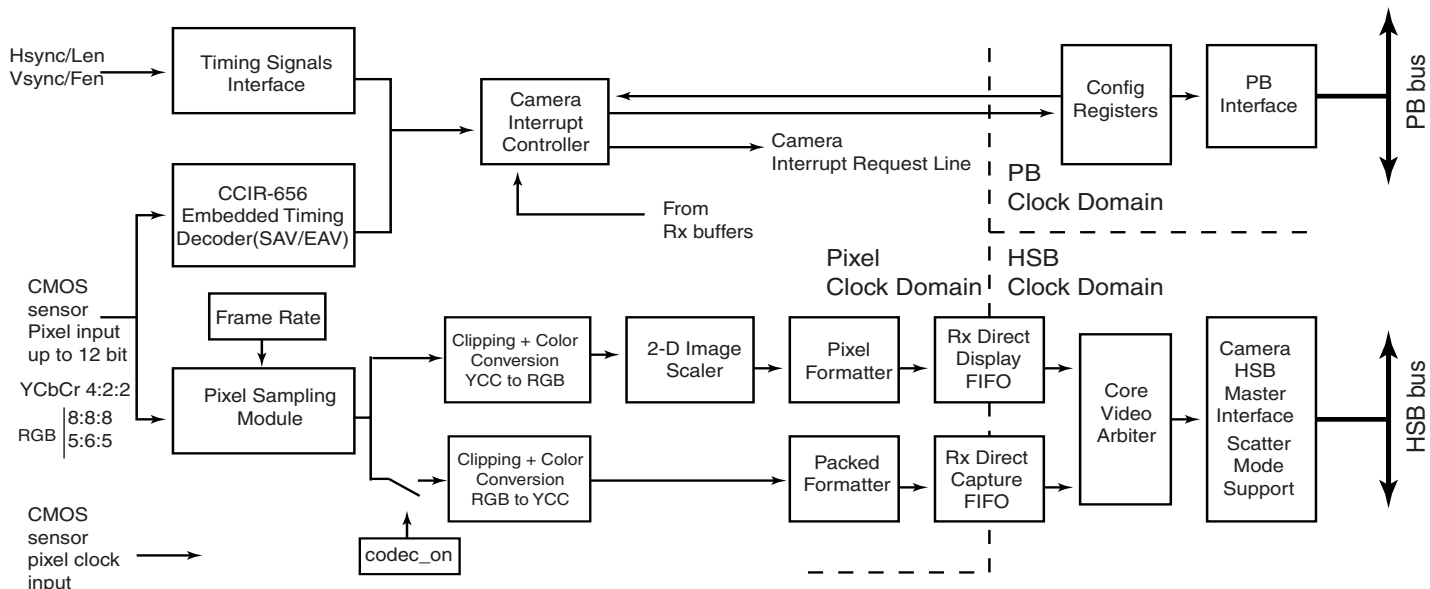 Hsync/Len
Vsync/Fen
Timing Signals
Interface
Camera
Interrupt
Controller
Config
Registers
PB
Interface
PB bus
Camera
Interrupt Request Line
PB
Clock Domain
CCIR-656
Embedded Timing
Decoder(SAV/EAV)
From
Rx buffers
Pixel
Clock Domain
HSB
Clock Domain
CMOS
sensor
Pixel input
up to 12 bit
YCbCr 4:2:2
RGB
8:8:8
5:6:5
Frame Rate
Pixel Sampling
Module
Clipping + Color
Conversion
YCC to RGB
2-D Image
Scaler
Pixel
Formatter
Rx Direct
Display
FIFO
Core
Video
Arbiter
Camera
HSB
Master
Interface
Scatter
Mode
Support
HSB bus
Clipping + Color
Conversion
RGB to YCC
Packed
Formatter
Rx Direct
Capture
FIFO
codec_on
CMOS
sensor
pixel clock
input